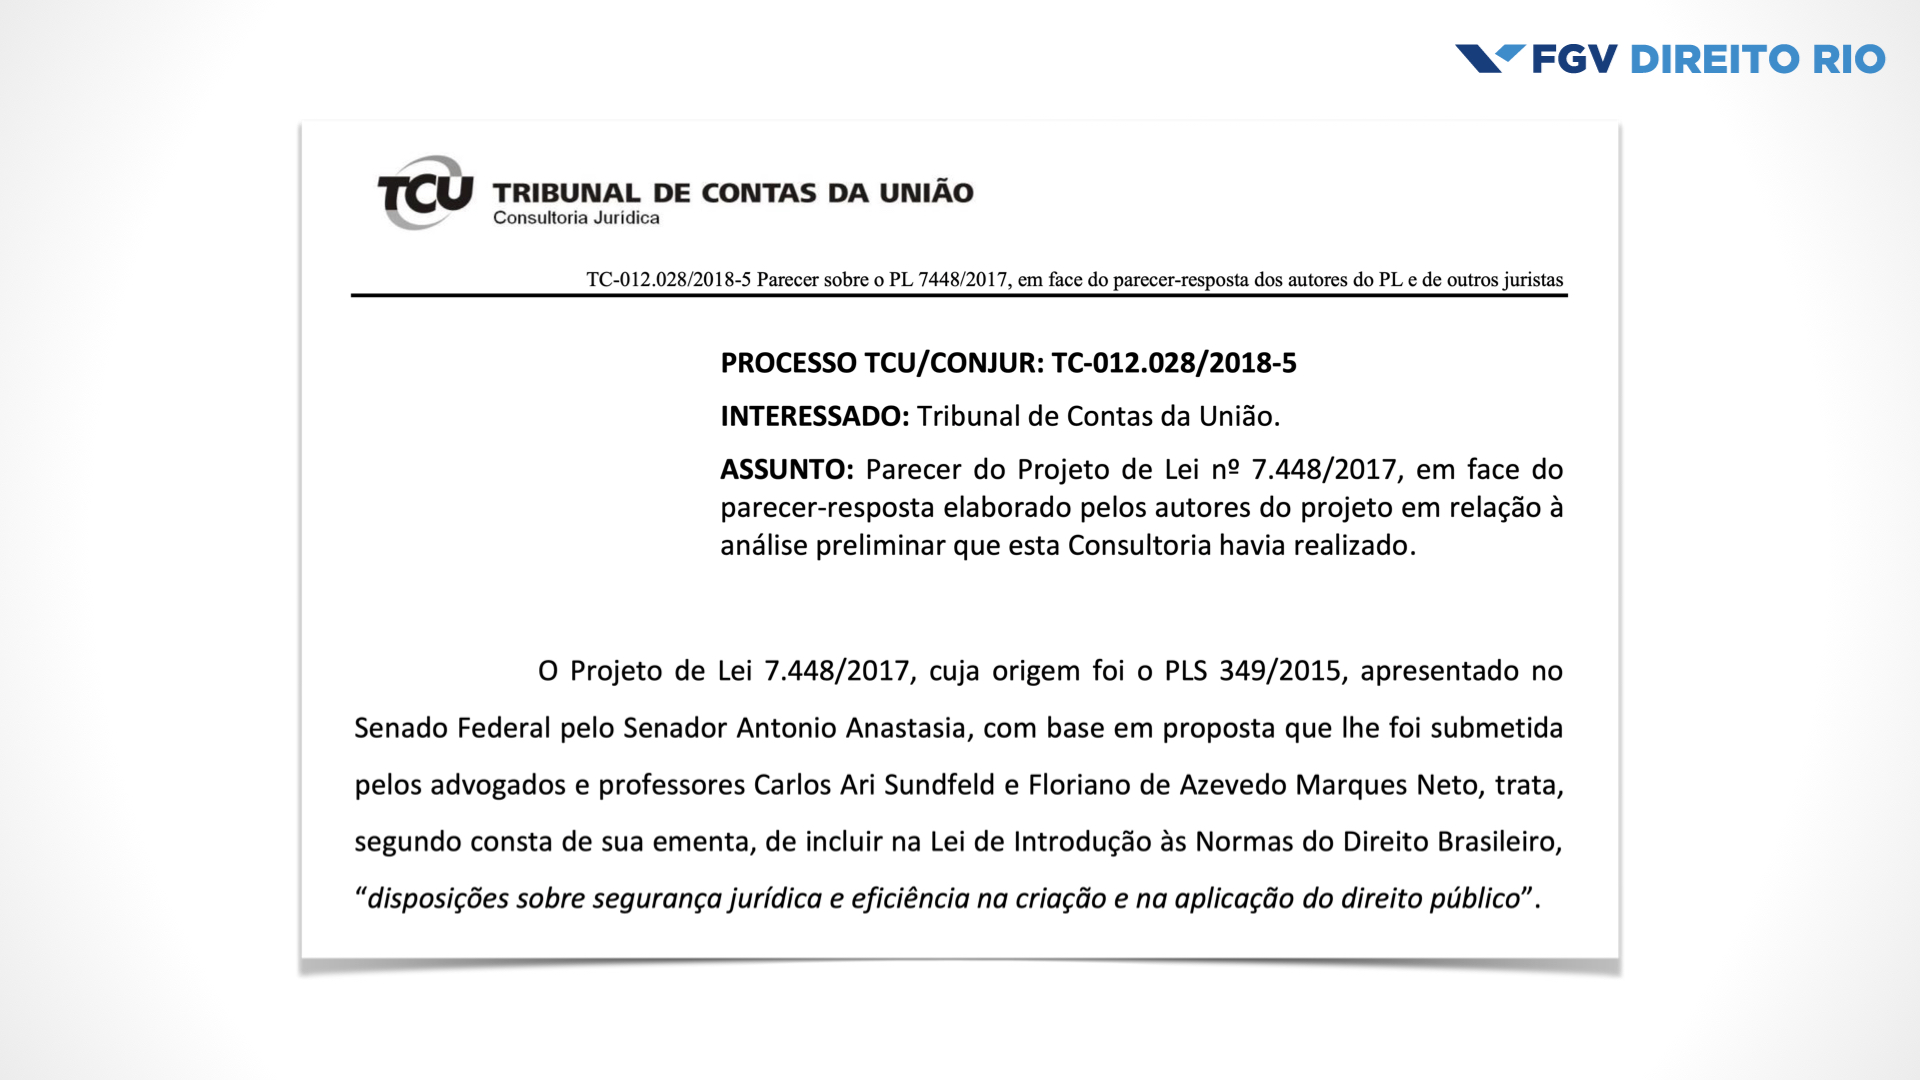 FGV DIREITO RIO
TCU TRIBUNAL DE CONTAS DA UNIÃO
Consultoria Jurídica
TC-012.028/2018-5 Parecer sobre o PL 7448/2017, em face do parecer-resposta dos autores do PL e de outros juristas
PROCESSO TCU/CONJUR: TC-012.028/2018-5
INTERESSADO: Tribunal de Contas da União.
ASSUNTO: Parecer do Projeto de Lei nº 7.448/2017, em face do
parecer-resposta elaborado pelos autores do projeto em relação à
análise preliminar que esta Consultoria havia realizado.
O Projeto de Lei 7.448/2017, cuja origem foi o PLS 349/2015, apresentado no
Senado Federal pelo Senador Antonio Anastasia, com base em proposta que lhe foi submetida
pelos advogados e professores Carlos Ari Sundfeld e Floriano de Azevedo Marques Neto, trata,
segundo consta de sua ementa, de incluir na Lei de Introdução às Normas do Direito Brasileiro,
“disposições sobre segurança jurídica e eficiência na criação e na aplicação do direito público”.